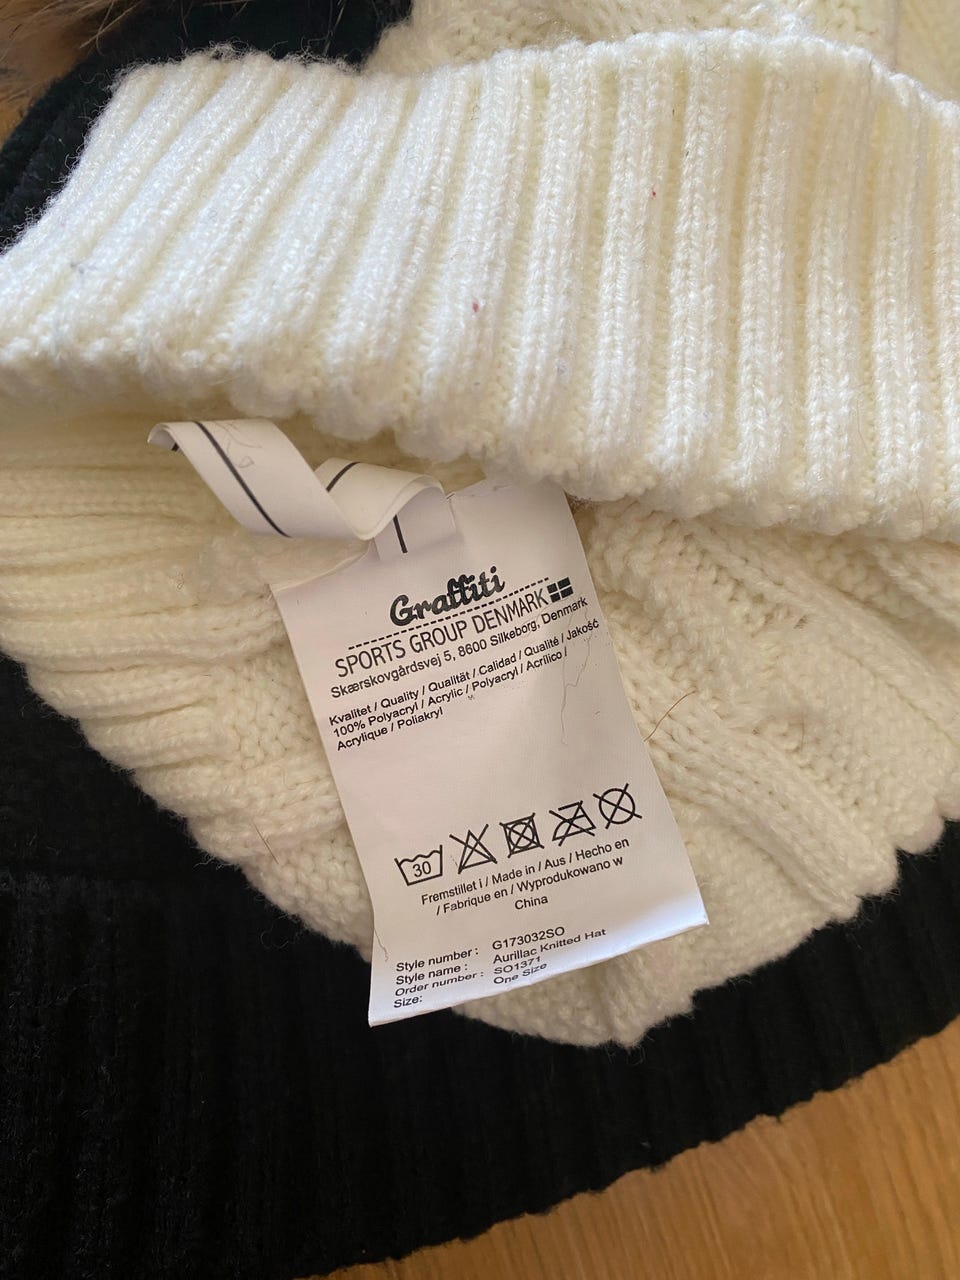 Graffiti
SPORTS GROUP DENMARK
Skærskovgårdsvej 5, 8600 Silkeborg, Denmark
Kvalitet / Quality / Qualität / Calidad / Qualité / Jakość
100% Polyacryl / Acrylic / Polyacryl / Acrílico /
Acrylique / Poliakryl
30
Fremstillet i / Made in / Aus / Hecho en
/ Fabrique en / Wyprodukowano w
China
Style number : G173032SO
Style name : Aurillac Knitted Hat
Order number : SO1371
Size: One Size